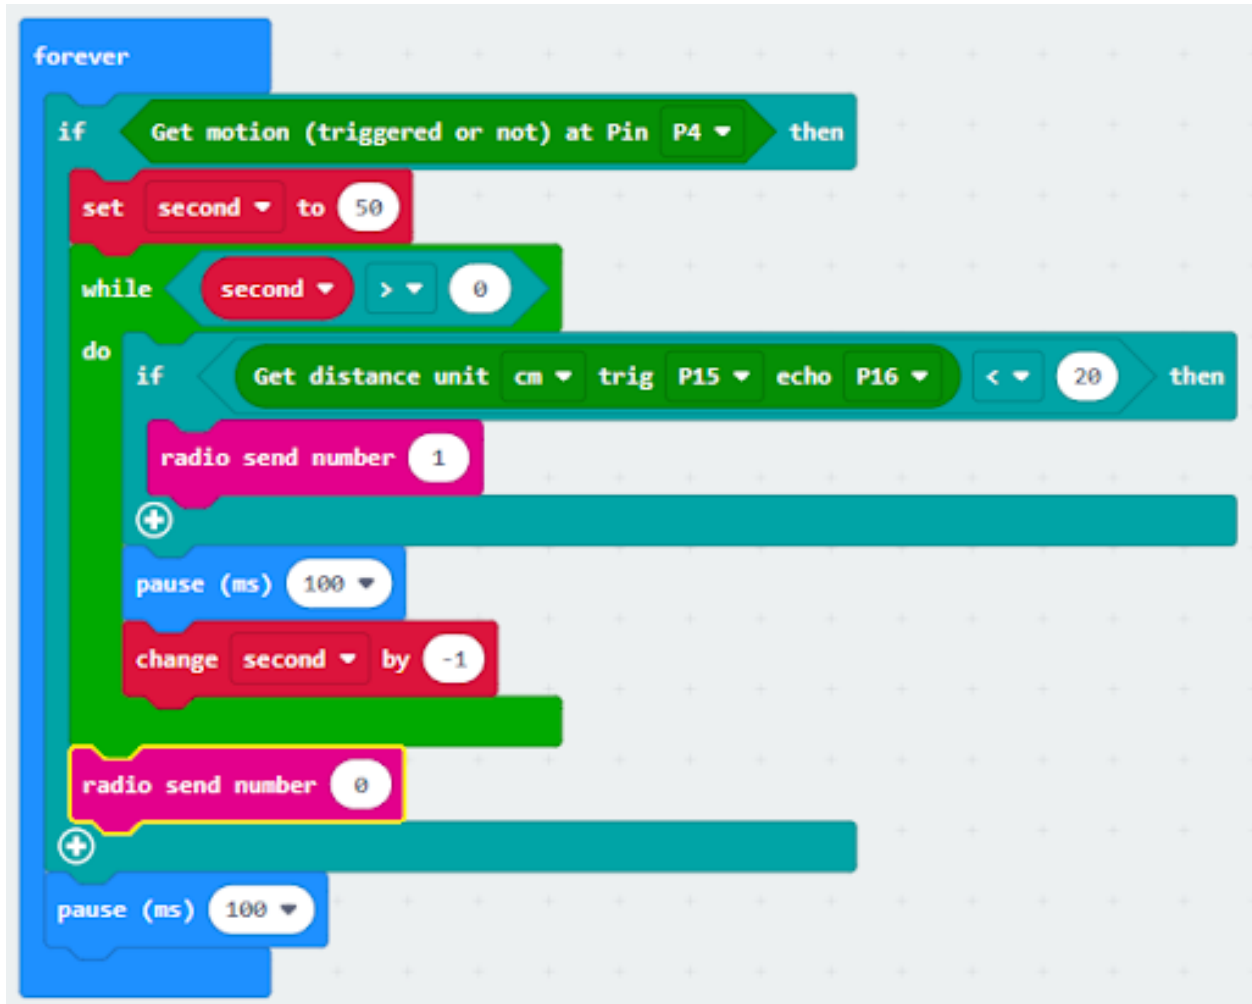 forever
if Get motion (triggered or not) at Pin P4 then
set second to 50
while second > 0
do
if Get distance unit cm trig P15 echo P16 < 20 then
radio send number 1
pause (ms) 100
change second by -1
radio send number 0
pause (ms) 100